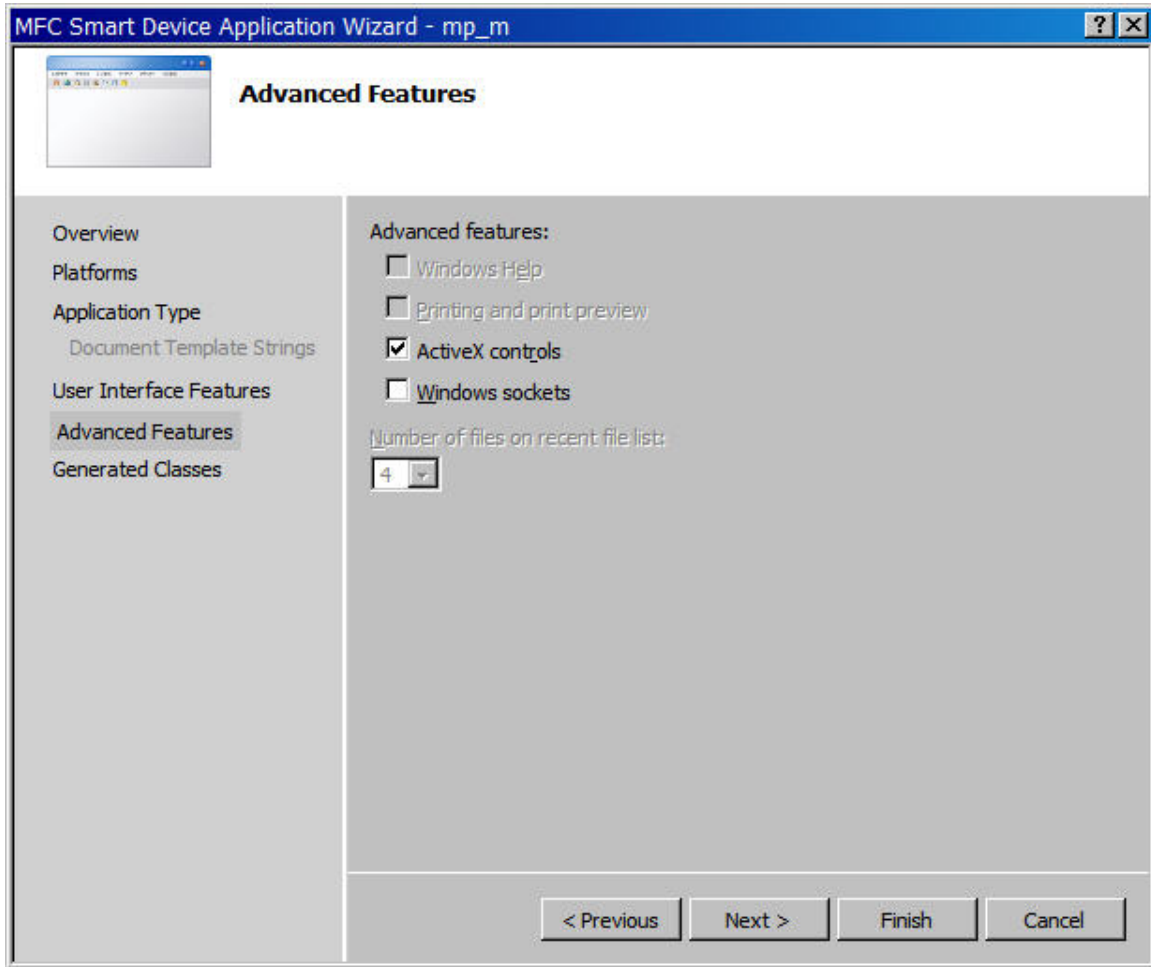 MFC Smart Device Application Wizard - mp_m
Advanced Features
Overview
Platforms
Application Type
Document Template Strings
User Interface Features
Advanced Features
Generated Classes
Advanced features:
Windows Help
Printing and print preview
ActiveX controls
Windows sockets
Number of files on recent file list:
4
< Previous
Next >
Finish
Cancel